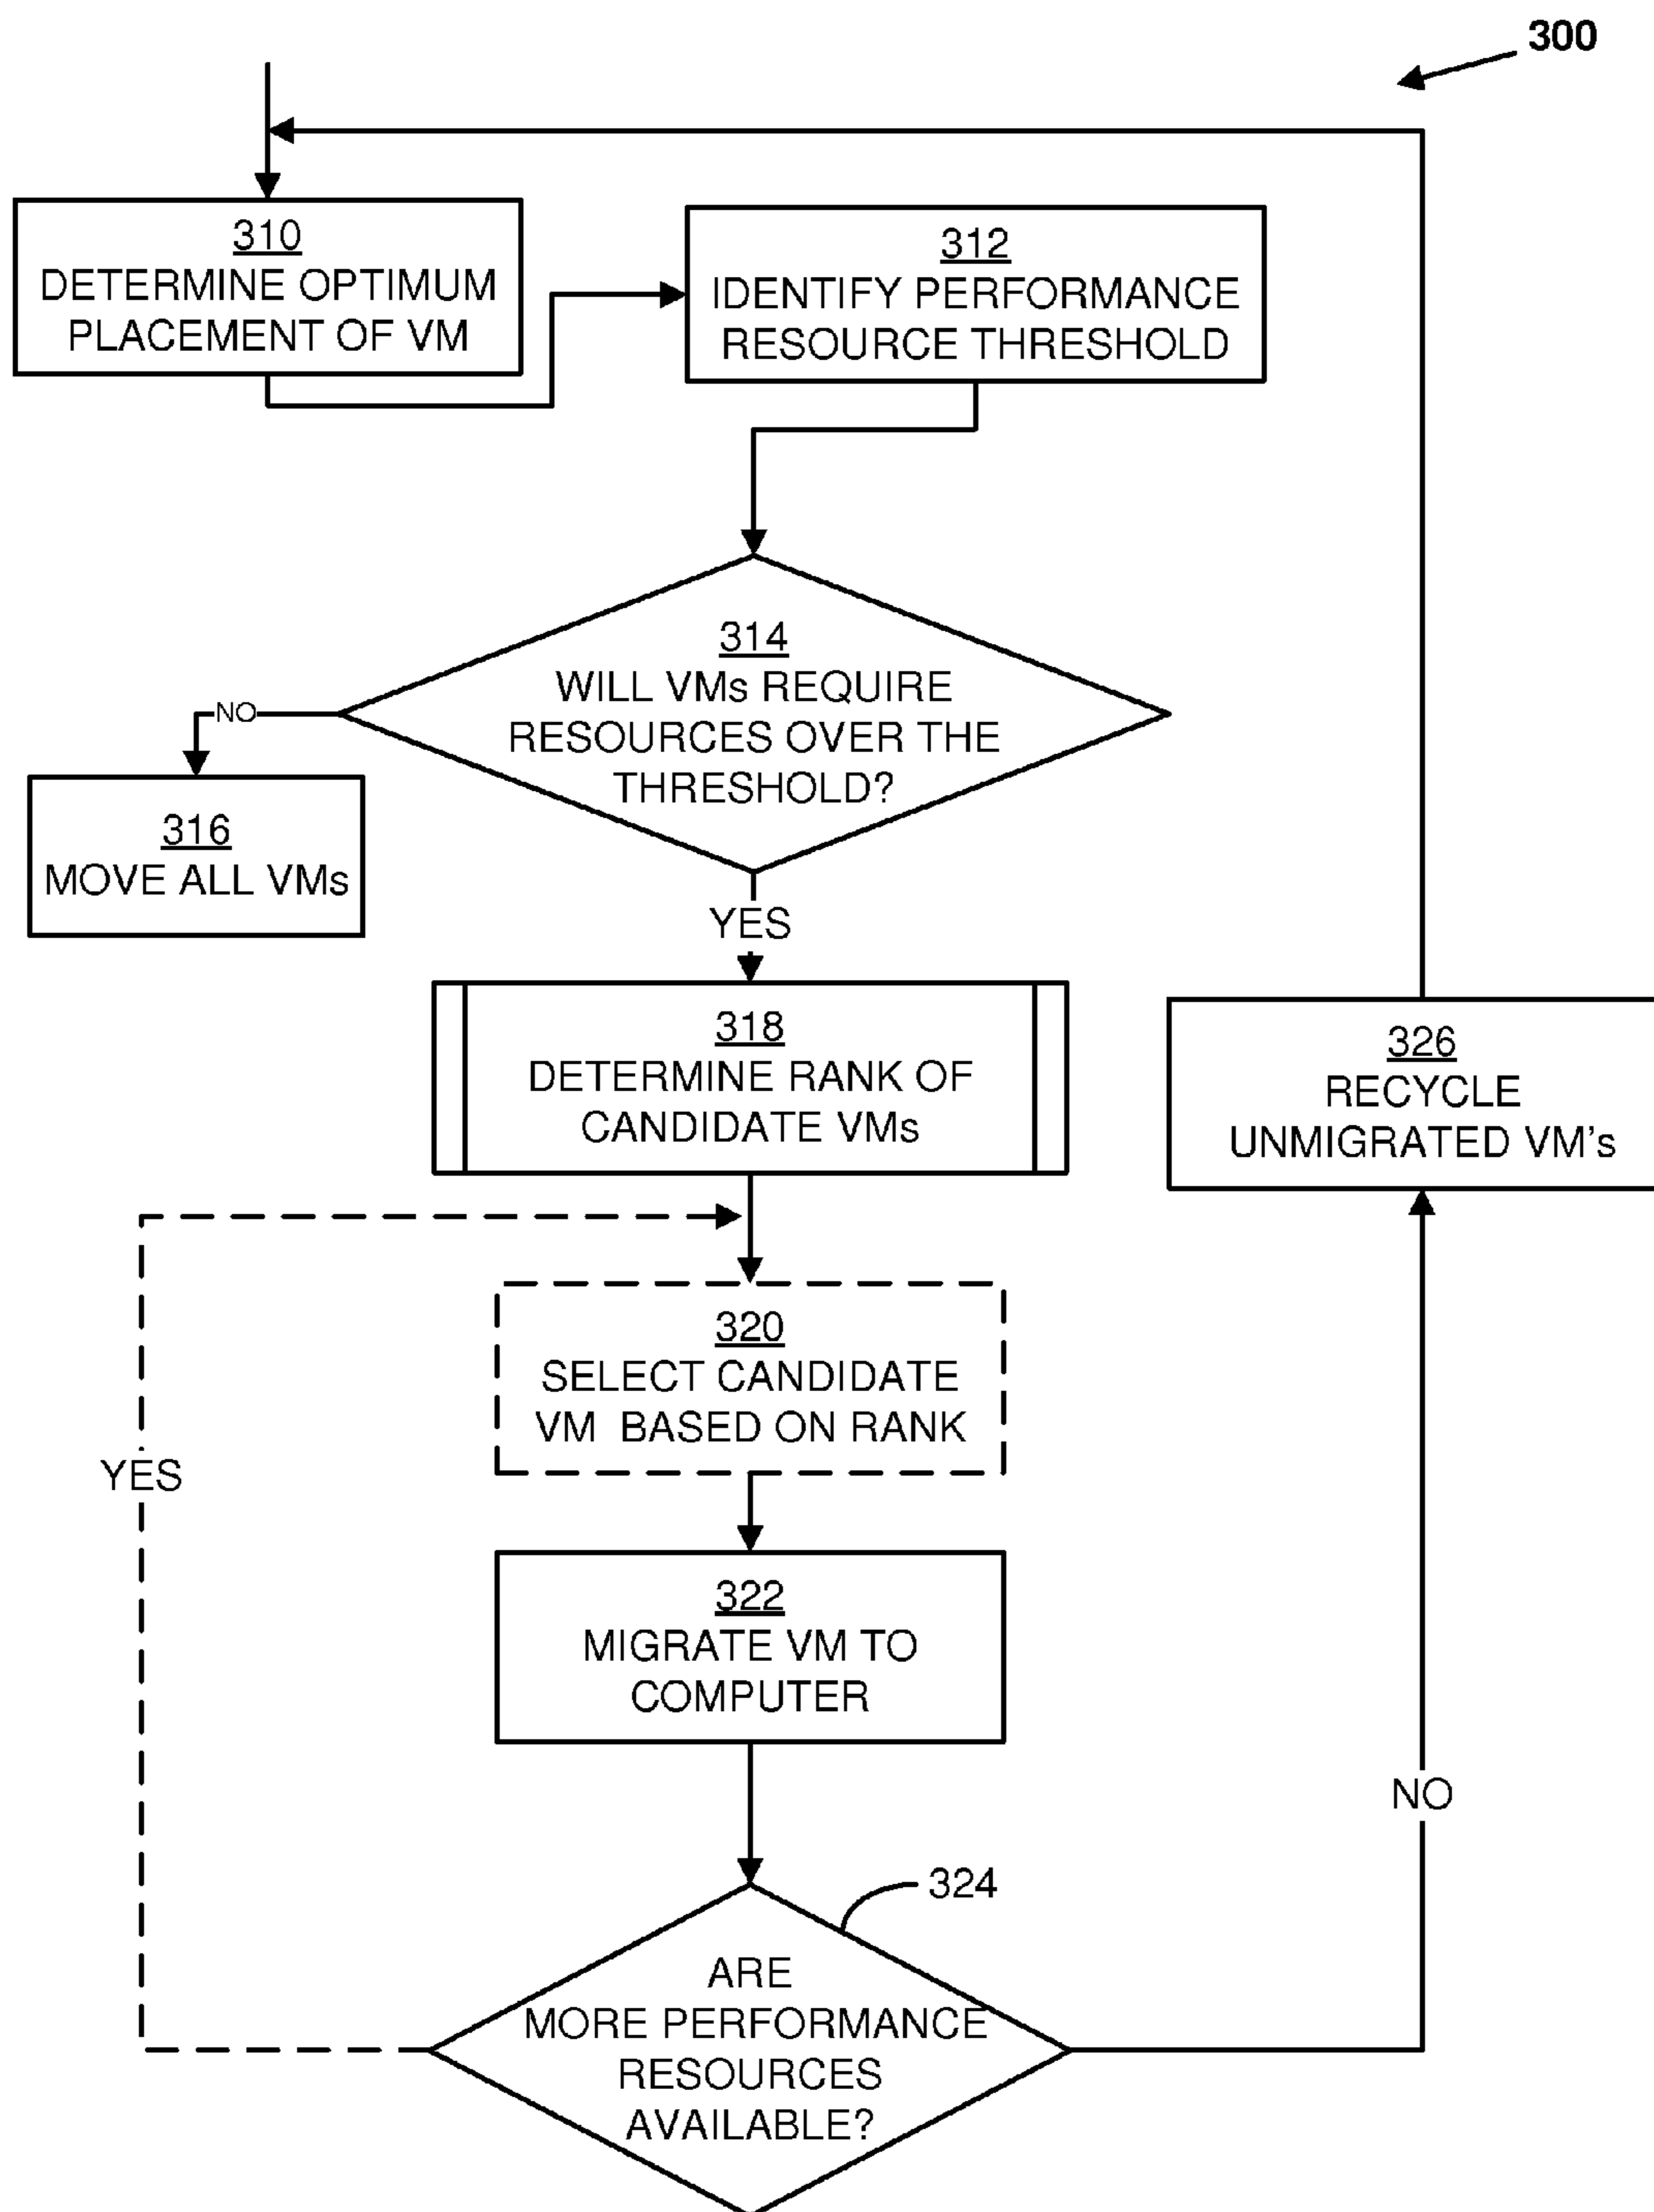 300
310
DETERMINE OPTIMUM
PLACEMENT OF VM
312
IDENTIFY PERFORMANCE
RESOURCE THRESHOLD
314
WILL VMs REQUIRE
RESOURCES OVER THE
THRESHOLD?
NO
316
MOVE ALL VMs
YES
318
DETERMINE RANK OF
CANDIDATE VMs
326
RECYCLE
UNMIGRATED VM's
320
SELECT CANDIDATE
VM BASED ON RANK
YES
322
MIGRATE VM TO
COMPUTER
NO
324
ARE
MORE PERFORMANCE
RESOURCES
AVAILABLE?